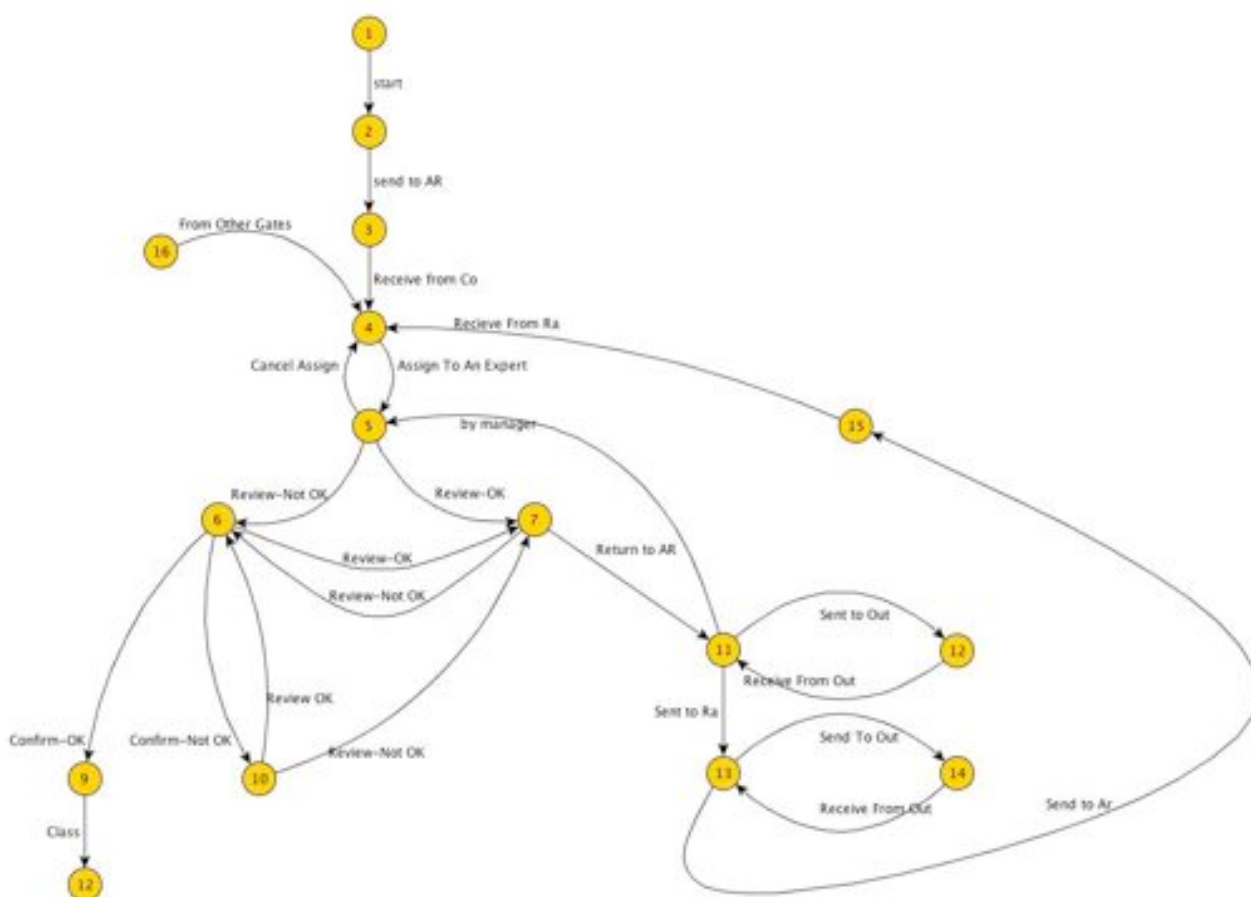 1
start
2
send to AR
3
From Other Gates
16
Receive from Co
4
Recieve From Ra
Cancel Assign
Assign To An Expert
5
by manager
15
Review-Not OK
Review-OK
6
7
Review-OK
Return to AR
Review-Not OK
Sent to Out
11
12
Receive From Out
Review OK
Sent to Ra
Confirm-OK
Confirm-Not OK
Review-Not OK
Send To Out
9
10
13
14
Receive From Out
Send to Ar
Class
12